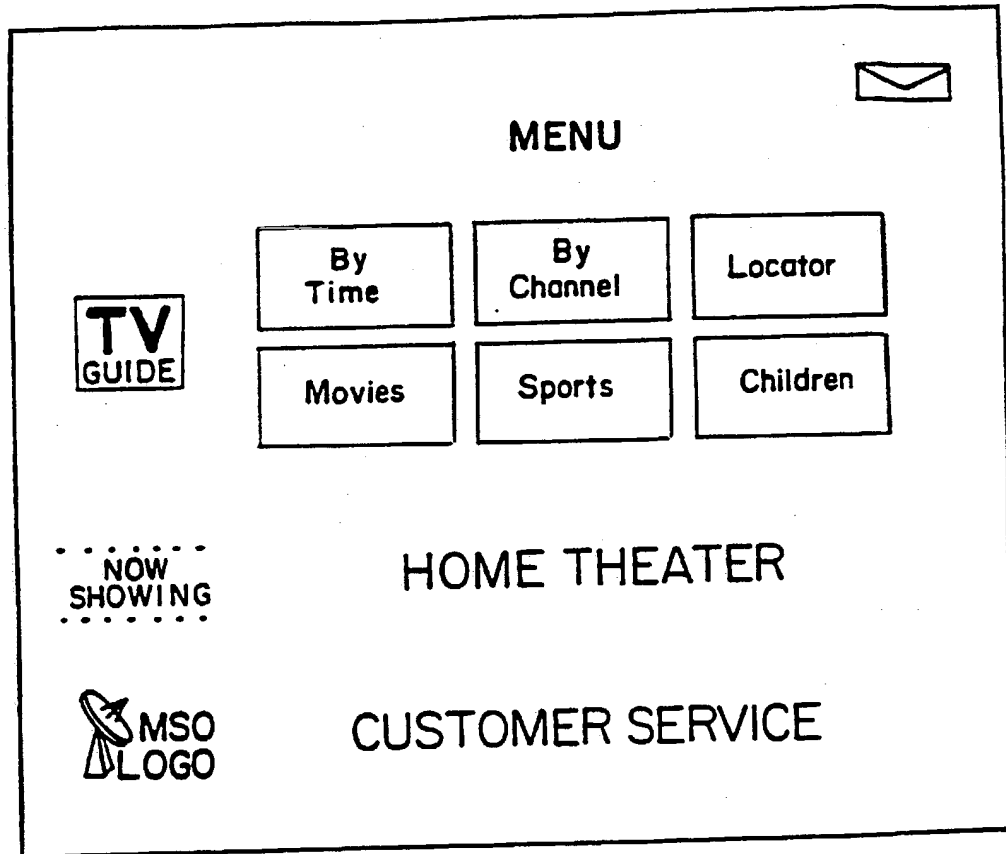 MENU
By
Time
By
Channel
Locator
TV
GUIDE
Movies
Sports
Children
NOW
SHOWING
HOME THEATER
MSO
LOGO
CUSTOMER SERVICE